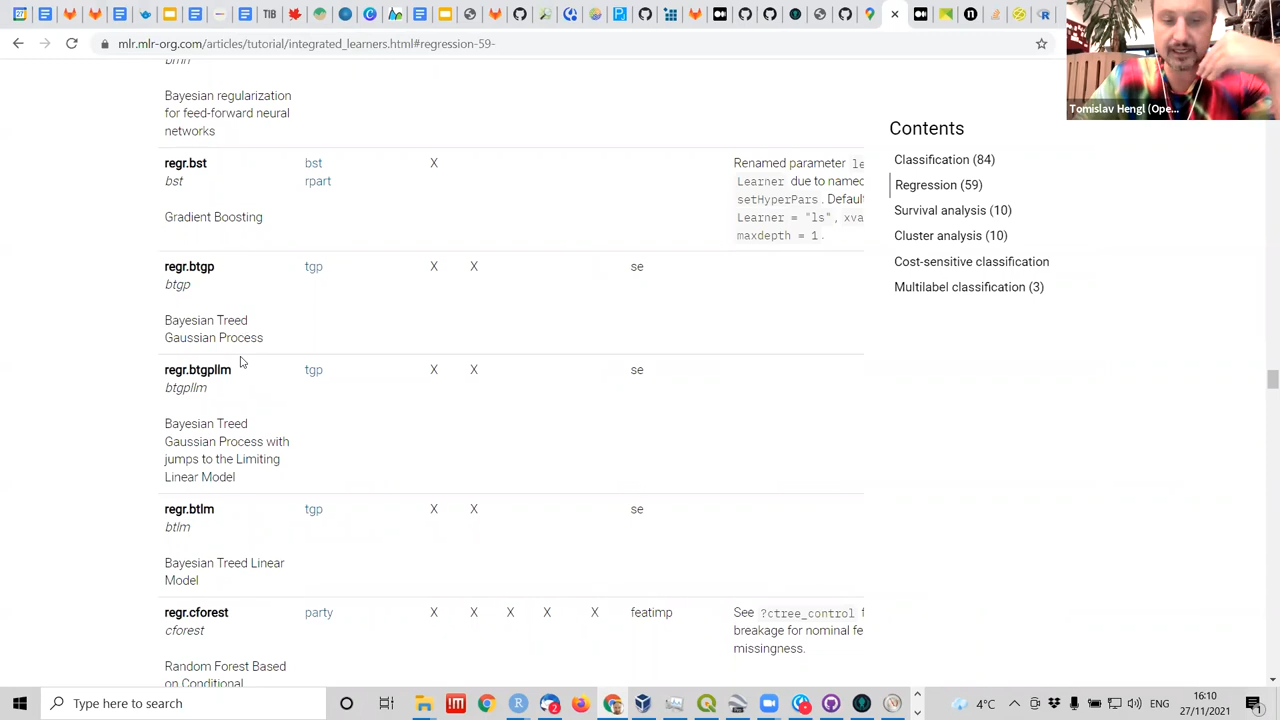 mlr.mlr-org.com/articles/tutorial/integrated_learners.html#regression-59-
Tomislav Hengl (Ope...
Bayesian regularization
for feed-forward neural
networks
regr.bst
bst
Gradient Boosting
bst
rpart
X
Renamed parameter le
Learner due to named
setHyperPars. Defaul
Learner = "ls", xva
maxdepth = 1.
regr.btgp
btgp
Bayesian Treed
Gaussian Process
tgp
X X
se
regr.btgpllm
btgpllm
Bayesian Treed
Gaussian Process with
jumps to the Limiting
Linear Model
tgp
X X
se
regr.btlm
btlm
Bayesian Treed Linear
Model
tgp
X X
se
regr.cforest
cforest
Random Forest Based
on Conditional
party
X X X X X
featimp
See ?ctree_control f
breakage for nominal fe
missingness.
Contents
Classification (84)
Regression (59)
Survival analysis (10)
Cluster analysis (10)
Cost-sensitive classification
Multilabel classification (3)
Type here to search
4°C
ENG
16:10
27/11/2021